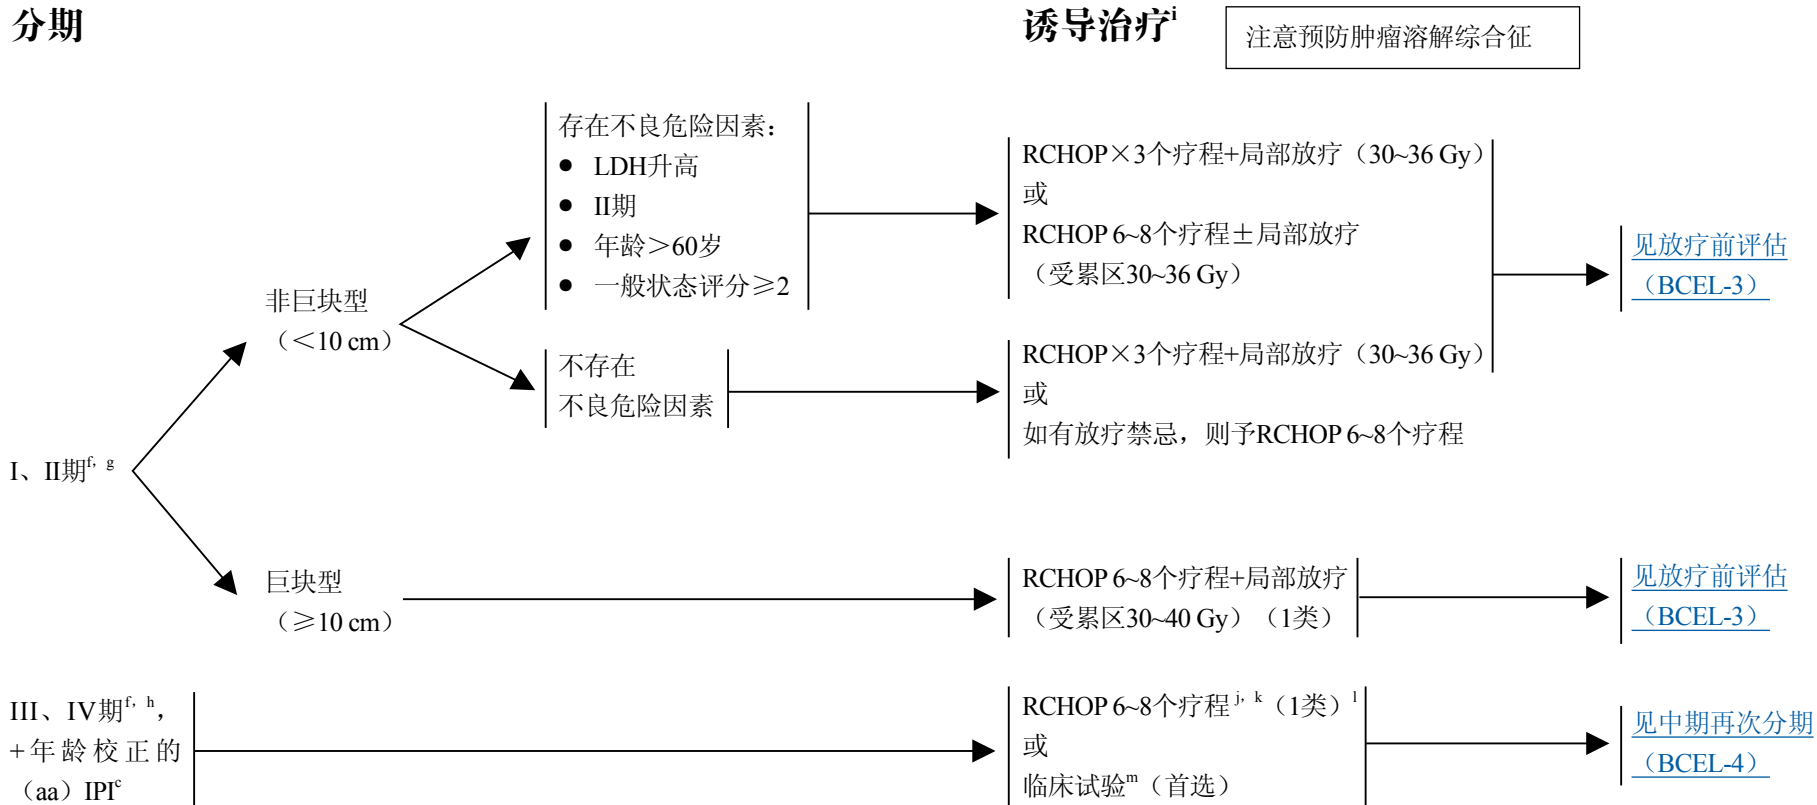 分期
诱导治疗i
注意预防肿瘤溶解综合征
存在不良危险因素：
● LDH升高
● II期
● 年龄＞60岁
● 一般状态评分≥2
RCHOP×3个疗程+局部放疗（30~36 Gy）
或
RCHOP 6~8个疗程±局部放疗
（受累区30~36 Gy）
见放疗前评估
（BCEL-3）
非巨块型
（＜10 cm）
不存在
不良危险因素
RCHOP×3个疗程+局部放疗（30~36 Gy）
或
如有放疗禁忌，则予RCHOP 6~8个疗程
I、II期f, g
巨块型
（≥10 cm）
RCHOP 6~8个疗程+局部放疗
（受累区30~40 Gy）（1类）
见放疗前评估
（BCEL-3）
III、IV期f, h，
+年龄校正的
（aa）IPIc
RCHOP 6~8个疗程j, k（1类）l
或
临床试验m（首选）
见中期再次分期
（BCEL-4）